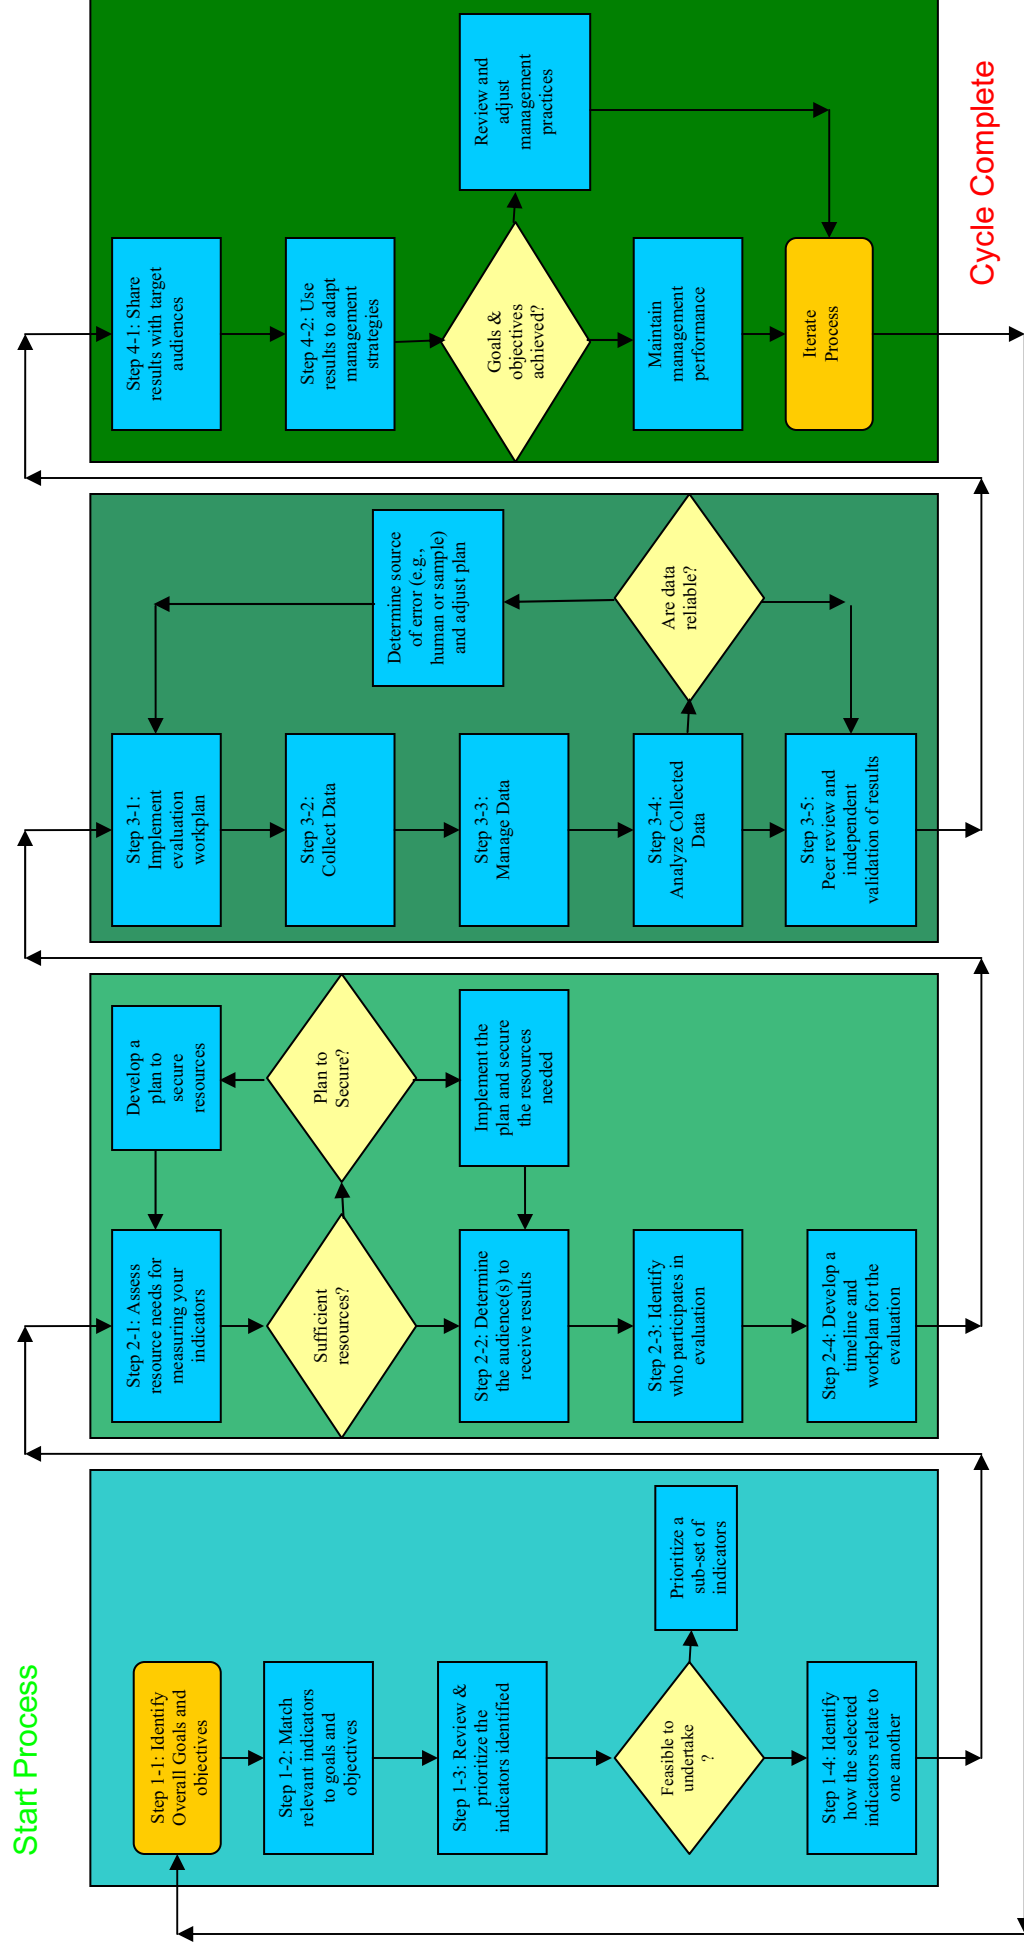 Start Process
Step 1-1: Identify
Overall Goals and
objectives
Step 1-2: Match
relevant indicators
to goals and
objectives
Step 1-3: Review &
prioritize the
indicators identified
Feasible to
undertake
?
Prioritize a
sub-set of
indicators
Step 1-4: Identify
how the selected
indicators relate to
one another
Step 2-1: Assess
resource needs for
measuring your
indicators
Develop a
plan to
secure
resources
Sufficient
resources?
Plan to
Secure?
Step 2-2: Determine
the audience(s) to
receive results
Implement the
plan and secure
the resources
needed
Step 2-3: Identify
who participates in
evaluation
Step 2-4: Develop a
timeline and
workplan for the
evaluation
Step 3-1:
Implement
evaluation
workplan
Step 3-2:
Collect Data
Determine source
of error (e.g.,
human or sample)
and adjust plan
Step 3-3:
Manage Data
Step 3-4:
Analyze Collected
Data
Are data
reliable?
Step 3-5:
Peer review and
independent
validation of results
Step 4-1: Share
results with target
audiences
Step 4-2: Use
results to adapt
management
strategies
Goals &
objectives
achieved?
Review and
adjust
management
practices
Maintain
management
performance
Iterate
Process
Cycle Complete